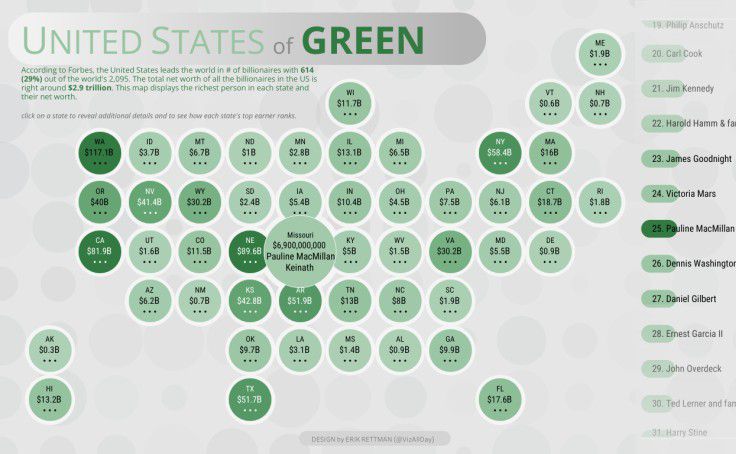 UNITED STATES of GREEN
According to Forbes, the United States leads the world in # of billionaires with 614
(29%) out of the world's 2,095. The total net worth of all the billionaires in the US is
right around $2.9 trillion. This map displays the richest person in each state and
their net worth.
click on a state to reveal additional details and to see how each state's top earner ranks.
ME
$1.9B
WI
$11.7B
VT
$0.6B
NH
$0.7B
WA
$117.1B
ID
$3.7B
MT
$6.7B
ND
$1B
MN
$2.8B
IL
$13.1B
MI
$6.5B
NY
$58.4B
MA
$16B
OR
$40B
NV
$41.4B
WY
$30.2B
SD
$2.4B
IA
$5.4B
IN
$10.4B
OH
$4.5B
PA
$7.5B
NJ
$6.1B
CT
$18.7B
RI
$1.8B
CA
$81.9B
UT
$1.6B
CO
$11.5B
NE
$89.6B
Missouri
$6,900,000,000
Pauline MacMillan
Keinath
KY
$5B
WV
$1.5B
VA
$30.2B
MD
$5.5B
DE
$0.9B
AZ
$6.2B
NM
$0.7B
KS
$42.8B
AR
$51.9B
TN
$13B
NC
$8B
SC
$1.9B
AK
$0.3B
OK
$9.7B
LA
$3.1B
MS
$1.4B
AL
$0.9B
GA
$9.9B
HI
$13.2B
TX
$51.7B
FL
$17.6B
19. Philip Anschutz
20. Carl Cook
21. Jim Kennedy
22. Harold Hamm & fa
23. James Goodnight
24. Victoria Mars
25. Pauline MacMillan
26. Dennis Washington
27. Daniel Gilbert
28. Ernest Garcia II
29. John Overdeck
30. Ted Lerner and fan
31. Harry Stine
DESIGN by ERIK RETTMAN (@VizAllDay)